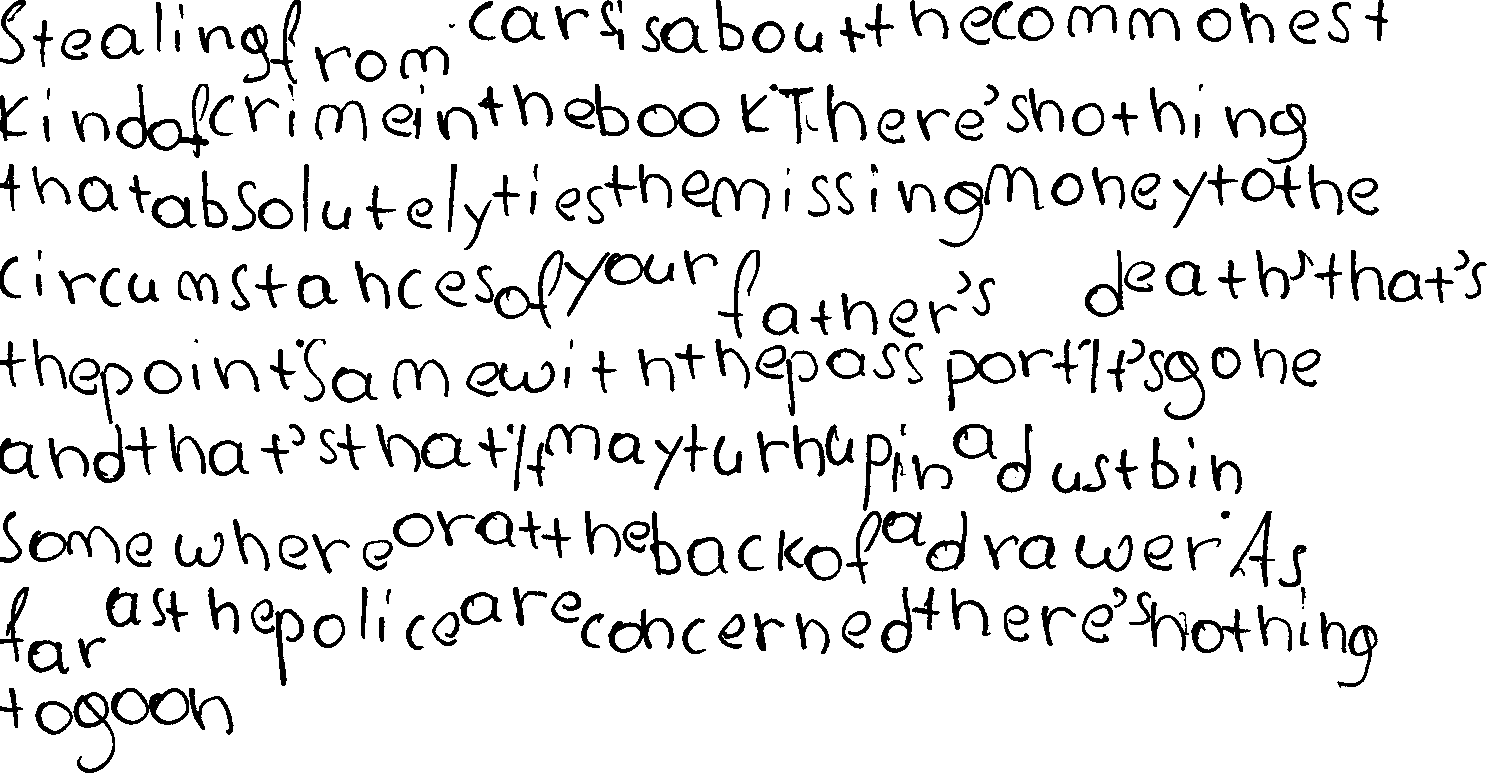 Stealing from cars is about the commonest
kind of crime in the book. There's nothing
that absolutely ties the missing money to the
circumstances of your father's death, that's
the point. Same with the passport. It's gone
and that's that. It may turn up in a dustbin
somewhere or at the back of a drawer. As
far as the police are concerned there's nothing
to go on